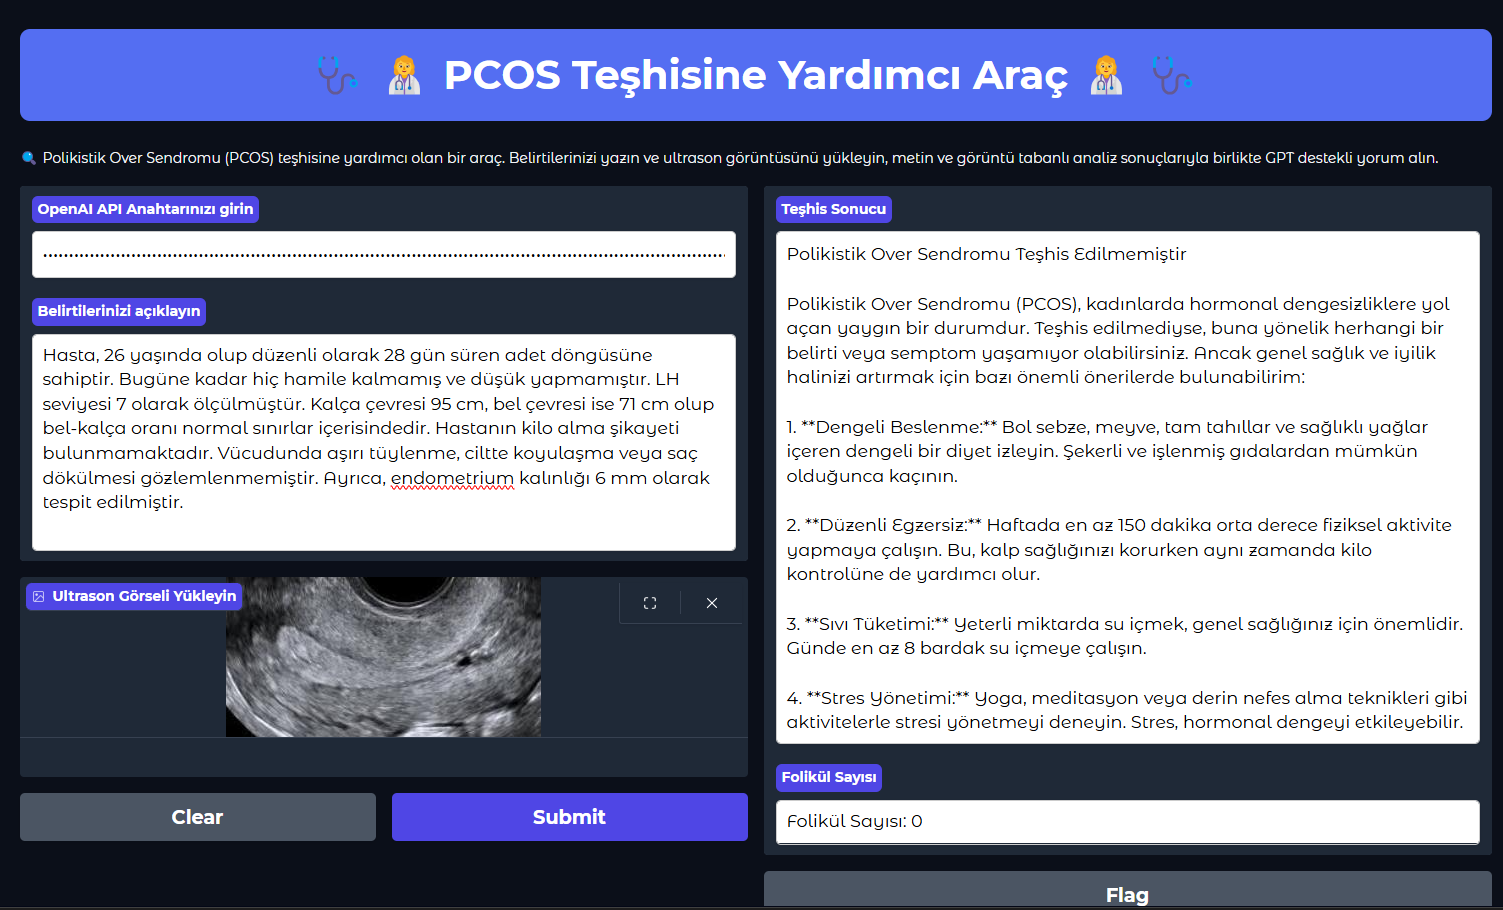 PCOS Teşhisine Yardımcı Araç
Polikistik Over Sendromu (PCOS) teşhisine yardımcı olan bir araç. Belirtilerinizi yazın ve ultrason görüntüsünü yükleyin, metin ve görüntü tabanlı analiz sonuçlarıyla birlikte GPT destekli yorum alın.
OpenAI API Anahtarınızı girin
Belirtilerinizi açıklayın
Hasta, 26 yaşında olup düzenli olarak 28 gün süren adet döngüsüne
sahiptir. Bugüne kadar hiç hamile kalmamış ve düşük yapmamıştır. LH
seviyesi 7 olarak ölçülmüştür. Kalça çevresi 95 cm, bel çevresi ise 71 cm olup
bel-kalça oranı normal sınırlar içerisindedir. Hastanın kilo alma şikayeti
bulunmamaktadır. Vücudunda aşırı tüylenme, ciltte koyulaşma veya saç
dökülmesi gözlemlenmemiştir. Ayrıca, endometrium kalınlığı 6 mm olarak
tespit edilmiştir.
Ultrason Görseli Yükleyin
Clear
Submit
Teşhis Sonucu
Polikistik Over Sendromu Teşhis Edilmemiştir
Polikistik Over Sendromu (PCOS), kadınlarda hormonal dengesizliklere yol
açan yaygın bir durumdur. Teşhis edilmediyse, buna yönelik herhangi bir
belirti veya semptom yaşamıyor olabilirsiniz. Ancak genel sağlık ve iyilik
halinizi artırmak için bazı önemli önerilerde bulunabilirim:
1. **Dengeli Beslenme:** Bol sebze, meyve, tam tahıllar ve sağlıklı yağlar
içeren dengeli bir diyet izleyin. Şekerli ve işlenmiş gıdalardan mümkün
olduğunca kaçının.
2. **Düzenli Egzersiz:** Haftada en az 150 dakika orta derece fiziksel aktivite
yapmaya çalışın. Bu, kalp sağlığınızı korurken aynı zamanda kilo
kontrolüne de yardımcı olur.
3. **Sıvı Tüketimi:** Yeterli miktarda su içmek, genel sağlığınız için önemlidir.
Günde en az 8 bardak su içmeye çalışın.
4. **Stres Yönetimi:** Yoga, meditasyon veya derin nefes alma teknikleri gibi
aktivitelerle stresi yönetmeyi deneyin. Stres, hormonal dengeyi etkileyebilir.
Folikül Sayısı
Folikül Sayısı: 0
Flag